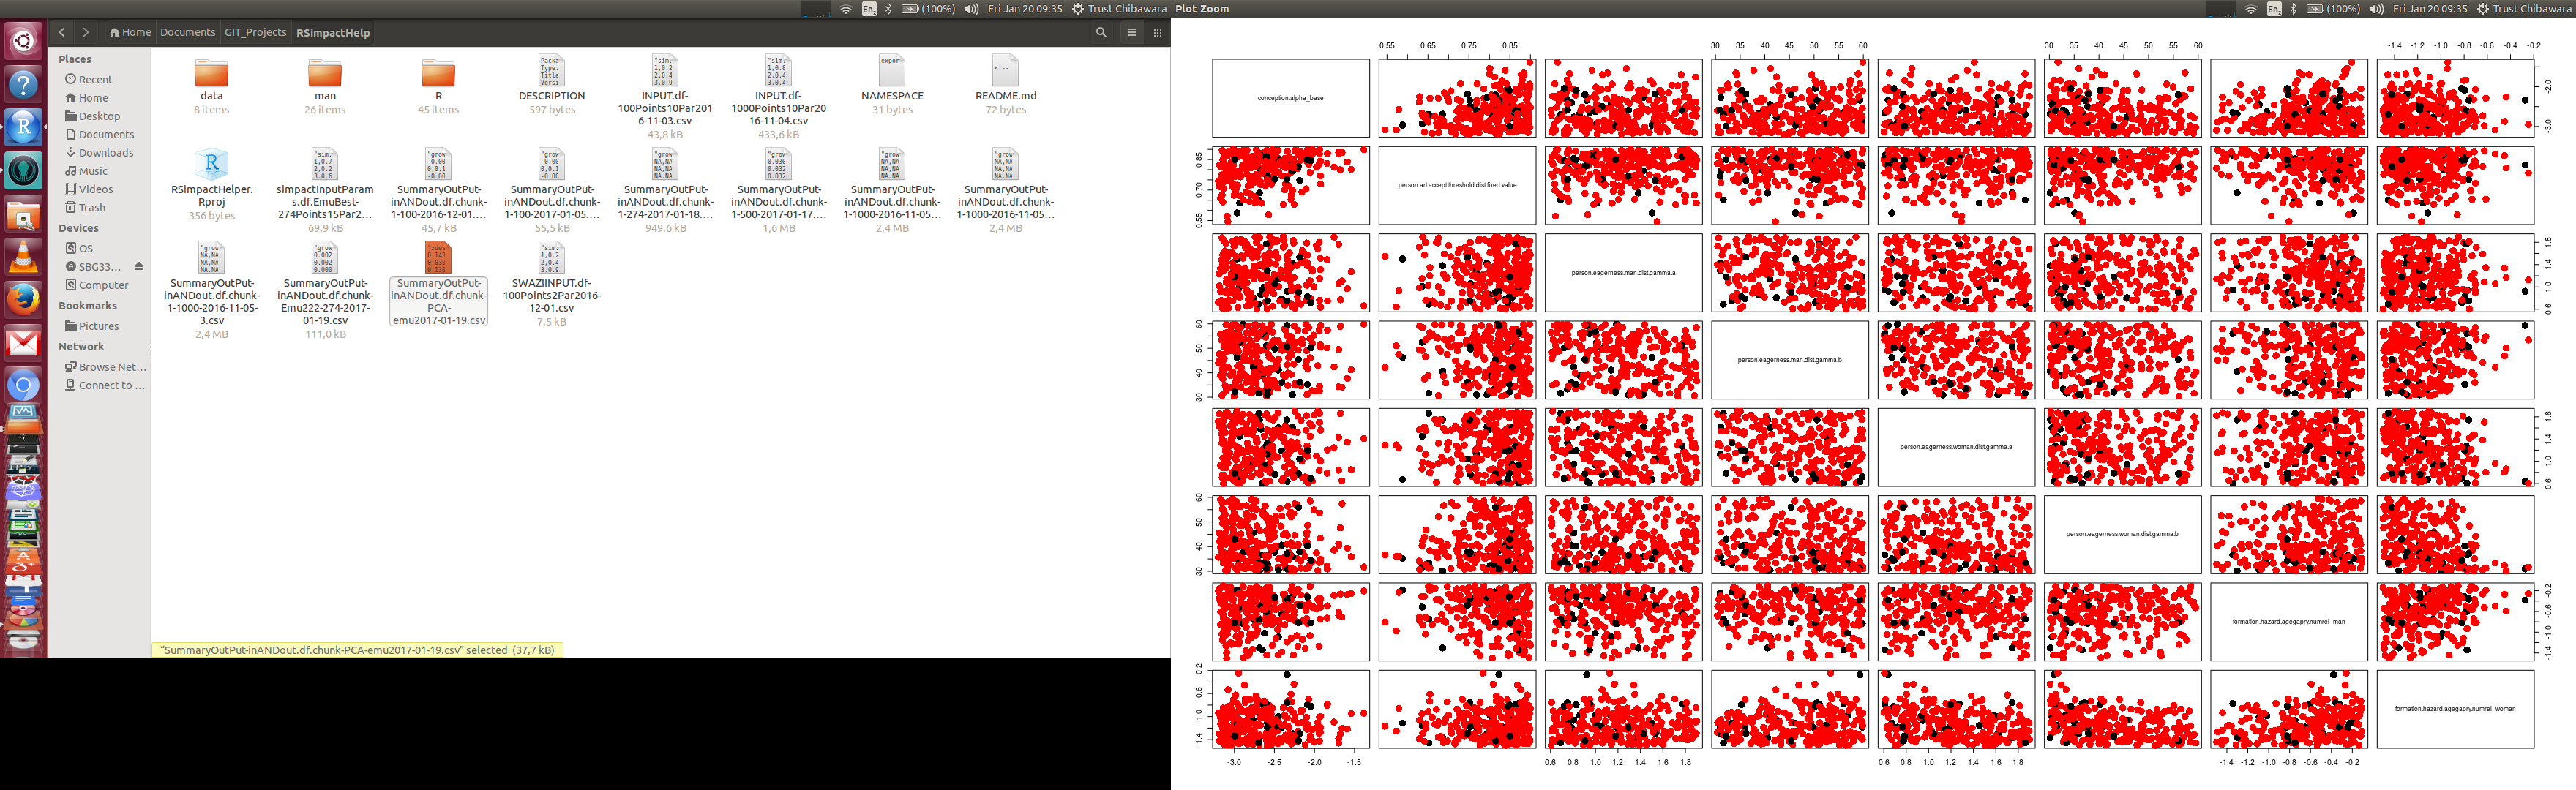 En₂ (100%) Fri Jan 20 09:35 Trust Chibawara
Plot Zoom
En₂ (100%) Fri Jan 20 09:35 Trust Chibawara
Home Documents GIT_Projects RSimpactHelp
Places
Recent
Home
Desktop
Documents
Downloads
Music
Videos
Trash
Devices
OS
SBG33...
Computer
Bookmarks
Pictures
Network
Browse Net...
Connect to ...
data
8 items
man
26 items
R
45 items
DESCRIPTION
597 bytes
INPUT.df-
100Points10Par201
6-11-03.csv
43,8 kB
INPUT.df-
1000Points10Par20
16-11-04.csv
433,6 kB
NAMESPACE
31 bytes
README.md
72 bytes
RSimpactHelper.
Rproj
356 bytes
simpactInputParam
s.df.EmuBest-
274Points15Par2...
69,9 kB
SummaryOutPut-
inANDout.df.chunk-
1-100-2016-12-01....
45,7 kB
SummaryOutPut-
inANDout.df.chunk-
1-100-2017-01-05....
55,5 kB
SummaryOutPut-
inANDout.df.chunk-
1-274-2017-01-18....
949,6 kB
SummaryOutPut-
inANDout.df.chunk-
1-500-2017-01-17....
1,6 MB
SummaryOutPut-
inANDout.df.chunk-
1-1000-2016-11-05...
2,4 MB
SummaryOutPut-
inANDout.df.chunk-
1-1000-2016-11-05...
2,4 MB
SummaryOutPut-
inANDout.df.chunk-
1-1000-2016-11-05-
3.csv
2,4 MB
SummaryOutPut-
inANDout.df.chunk-
Emu222-274-2017-
01-19.csv
111,0 kB
SummaryOutPut-
inANDout.df.chunk-
PCA-
emu2017-01-19.csv
SWAZIINPUT.df-
100Points2Par2016-
12-01.csv
7,5 kB
"SummaryOutPut-inANDout.df.chunk-PCA-emu2017-01-19.csv" selected (37,7 kB)
0.55 0.65 0.75 0.85
30 35 40 45 50 55 60
30 35 40 45 50 55 60
-1.4 -1.0 -0.8 -0.6 -0.4 -0.2
conception.alpha_base
-3.0 -2.0
person.art.accept.threshold.dist.fixed.value
0.55 0.70 0.85
person.eagerness.man.dist.gamma.a
0.6 1.0 1.4 1.8
person.eagerness.man.dist.gamma.b
30 40 50 60
person.eagerness.woman.dist.gamma.a
0.6 1.0 1.4 1.8
person.eagerness.woman.dist.gamma.b
30 40 50 60
formation.hazard.agegapry.numrel_man
-1.4 -1.0 -0.6 -0.2
formation.hazard.agegapry.numrel_woman
-1.4 -1.0 -0.6 -0.2
-3.0 -2.5 -2.0 -1.5
0.6 0.8 1.0 1.2 1.4 1.6 1.8
0.6 0.8 1.0 1.2 1.4 1.6 1.8
-1.4 -1.2 -1.0 -0.8 -0.6 -0.4 -0.2